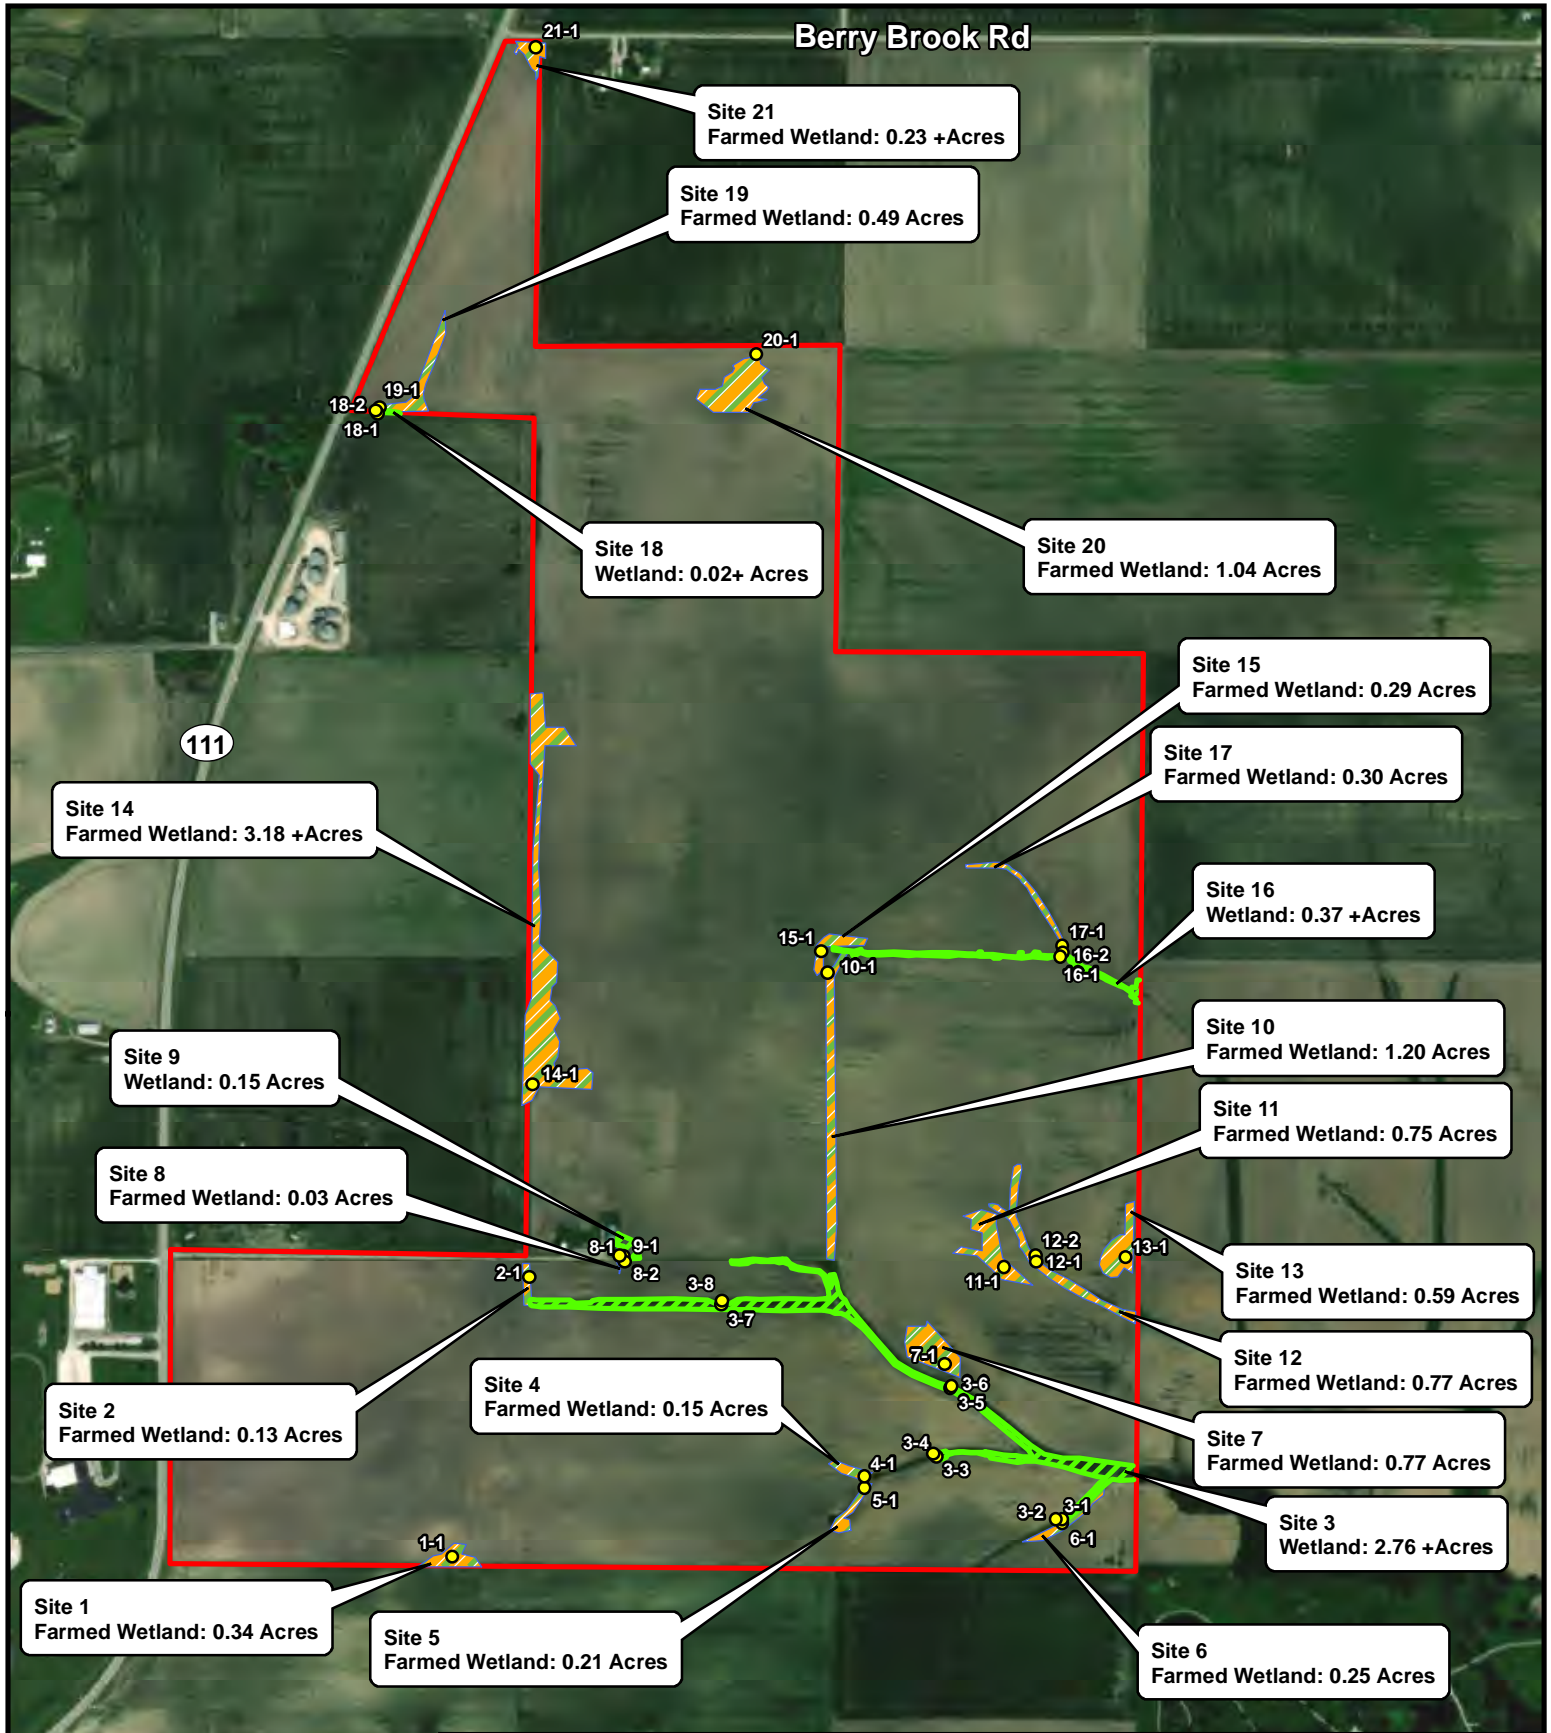 Berry Brook Rd
21-1
Site 21
Farmed Wetland: 0.23 +Acres
Site 19
Farmed Wetland: 0.49 Acres
20-1
19-1
18-2
18-1
Site 18
Wetland: 0.02+ Acres
Site 20
Farmed Wetland: 1.04 Acres
Site 15
Farmed Wetland: 0.29 Acres
111
Site 17
Farmed Wetland: 0.30 Acres
Site 14
Farmed Wetland: 3.18 +Acres
Site 16
Wetland: 0.37 +Acres
15-1
17-1
16-2
10-1
16-1
Site 10
Farmed Wetland: 1.20 Acres
Site 9
Wetland: 0.15 Acres
14-1
Site 11
Farmed Wetland: 0.75 Acres
Site 8
Farmed Wetland: 0.03 Acres
8-1
9-1
8-2
12-2
12-1
13-1
11-1
2-1
3-8
3-7
Site 13
Farmed Wetland: 0.59 Acres
Site 12
Farmed Wetland: 0.77 Acres
7-1
3-6
3-5
Site 4
Farmed Wetland: 0.15 Acres
Site 2
Farmed Wetland: 0.13 Acres
Site 7
Farmed Wetland: 0.77 Acres
3-4
3-3
4-1
5-1
3-2
3-1
6-1
Site 3
Wetland: 2.76 +Acres
1-1
Site 1
Farmed Wetland: 0.34 Acres
Site 5
Farmed Wetland: 0.21 Acres
Site 6
Farmed Wetland: 0.25 Acres